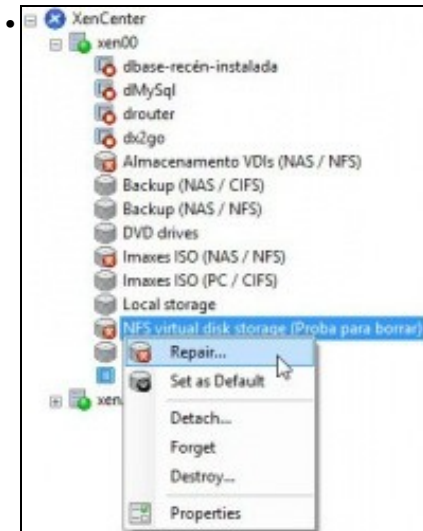 XenCenter
xen00
dbase-recén-instalada
dMySql
drouter
dx2go
Almacenamento VDIs (NAS / NFS)
Backup (NAS / CIFS)
Backup (NAS / NFS)
DVD drives
Imaxes ISO (NAS / NFS)
Imaxes ISO (PC / CIFS)
Local storage
NFS virtual disk storage (Proba para borrar)
Repair...
Set as Default
Detach...
xen
Forget
Destroy...
Properties